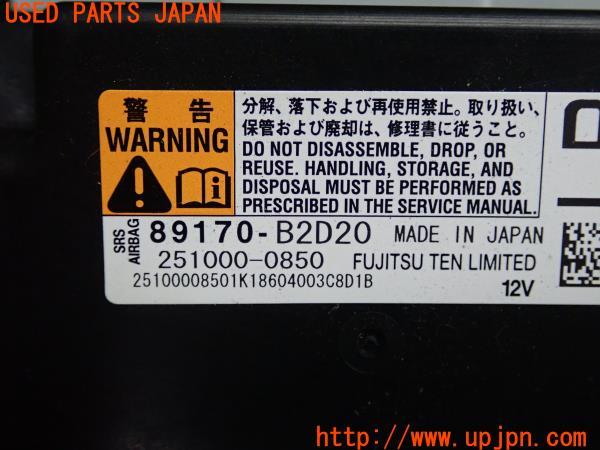 USED PARTS JAPAN
警告
WARNING
分解、落下および再使用禁止。取り扱い、
保管および廃却は、修理書に従うこと。
DO NOT DISASSEMBLE, DROP, OR
REUSE. HANDLING, STORAGE, AND
DISPOSAL MUST BE PERFORMED AS
PRESCRIBED IN THE SERVICE MANUAL.
SRS
AIRBAG
89170-B2D20 MADE IN JAPAN
251000-0850 FUJITSU TEN LIMITED
25100008501K18604003C8D1B
12V
Used Parts Japan
www.upjpn.com